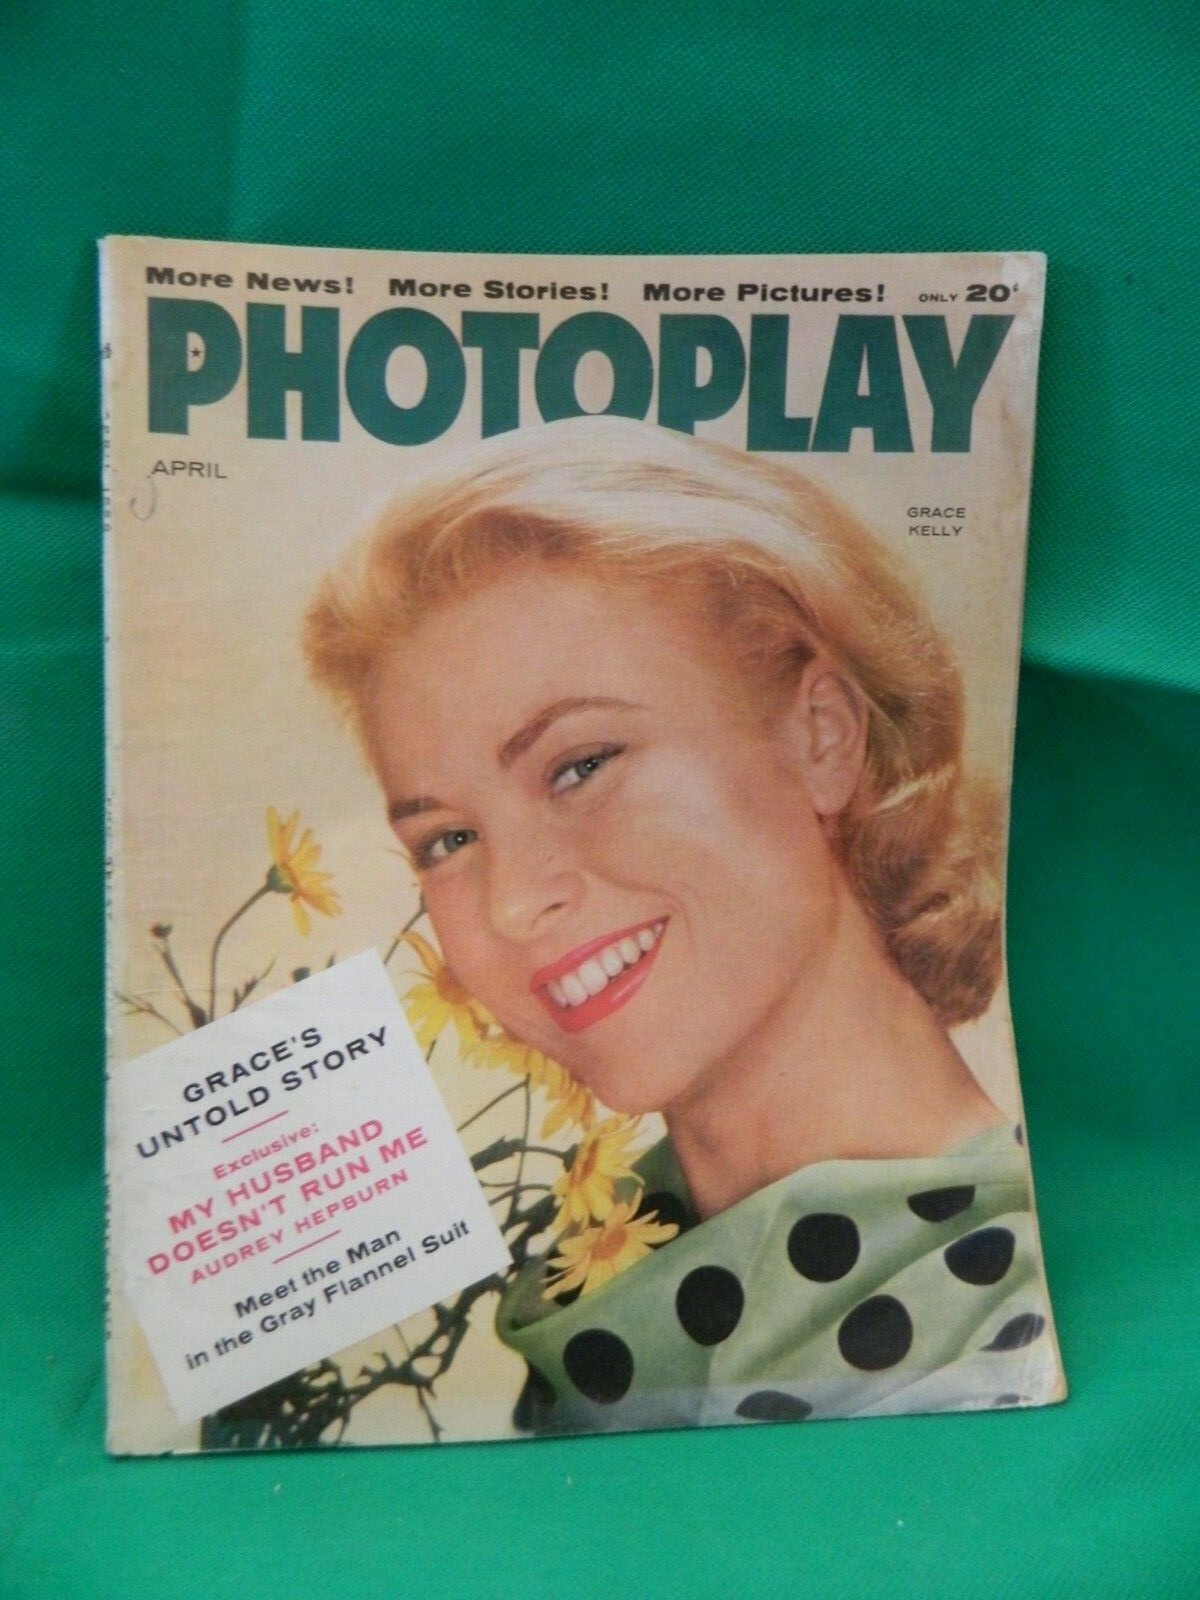 More News! More Stories! More Pictures! ONLY 20¢
PHOTOPLAY
APRIL
GRACE
KELLY
GRACE'S
UNTOLD STORY
Exclusive:
MY HUSBAND
DOESN'T RUN ME
AUDREY HEPBURN
Meet the Man
in the Gray Flannel Suit